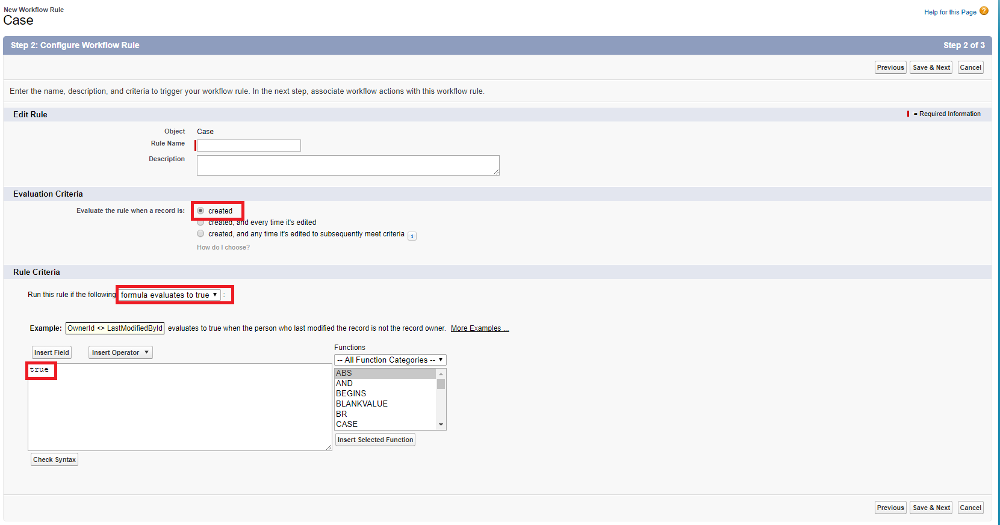 New Workflow Rule
Case
Help for this Page ?
Step 2: Configure Workflow Rule
Step 2 of 3
Previous Save & Next Cancel
Enter the name, description, and criteria to trigger your workflow rule. In the next step, associate workflow actions with this workflow rule.
Edit Rule
= Required Information
Object Case
Rule Name
Description
Evaluation Criteria
Evaluate the rule when a record is: created
created, and every time it's edited
created, and any time it's edited to subsequently meet criteria i
How do I choose?
Rule Criteria
Run this rule if the following formula evaluates to true :
Example: OwnerId <> LastModifiedById evaluates to true when the person who last modified the record is not the record owner. More Examples ...
Functions
Insert Field Insert Operator
-- All Function Categories --
true
ABS
AND
BEGINS
BLANKVALUE
BR
CASE
Insert Selected Function
Check Syntax
Previous Save & Next Cancel